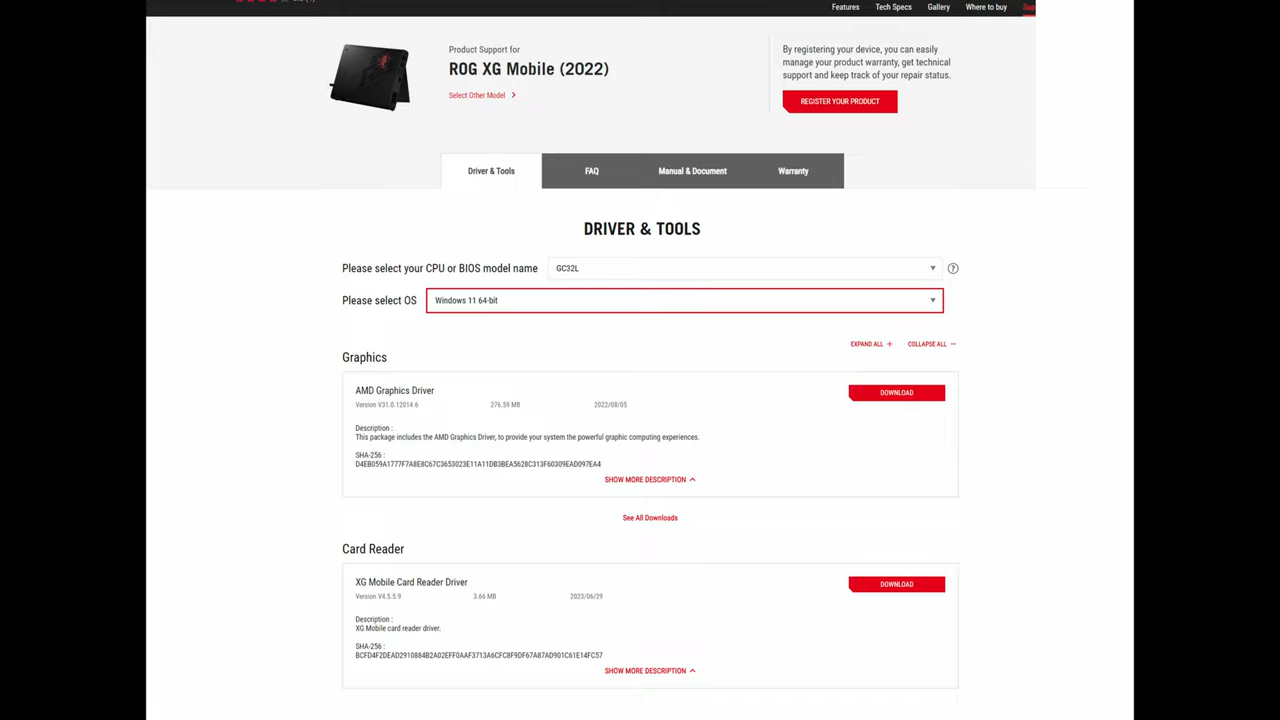 Features Tech Specs Gallery Where to buy
Product Support for
ROG XG Mobile (2022)
Select Other Model
By registering your device, you can easily
manage your product warranty, get technical
support and keep track of your repair status.
REGISTER YOUR PRODUCT
Driver & Tools FAQ Manual & Document Warranty
DRIVER & TOOLS
Please select your CPU or BIOS model name GC32L ?
Please select OS Windows 11 64-bit
EXPAND ALL + COLLAPSE ALL −
Graphics
AMD Graphics Driver DOWNLOAD
Version V31.0.12014.6 276.59 MB 2022/08/05
Description :
This package includes the AMD Graphics Driver, to provide your system the powerful graphic computing experiences.
SHA-256 :
D4EB059A1777F7A8E8C67C3653023E11A11DB3BEA5628C313F60309EAD097EA4
SHOW MORE DESCRIPTION
See All Downloads
Card Reader
XG Mobile Card Reader Driver DOWNLOAD
Version V4.5.5.9 3.66 MB 2023/06/29
Description :
XG Mobile card reader driver.
SHA-256 :
BCFD4F2DEAD2910884B2A02EFF0AAF3713A6CFC8F9DF67A87AD901C61E14FC57
SHOW MORE DESCRIPTION